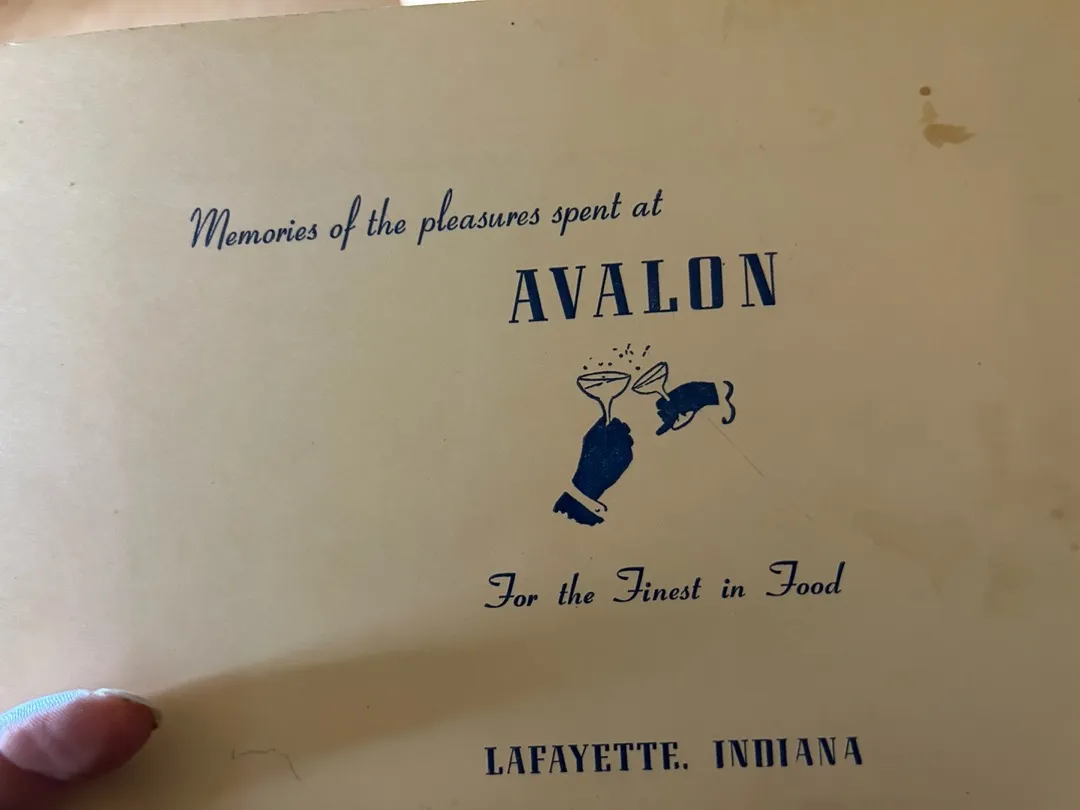 Memories of the pleasures spent at
AVALON
For the Finest in Food
LAFAYETTE, INDIANA